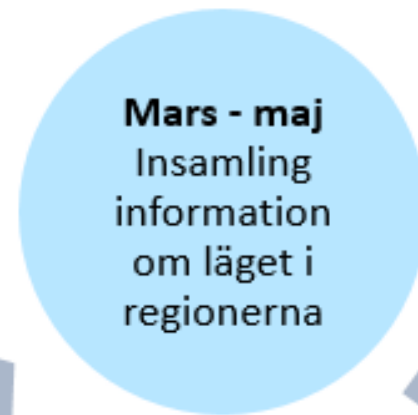 Mars - maj
Insamling
information
om läget i
regionerna